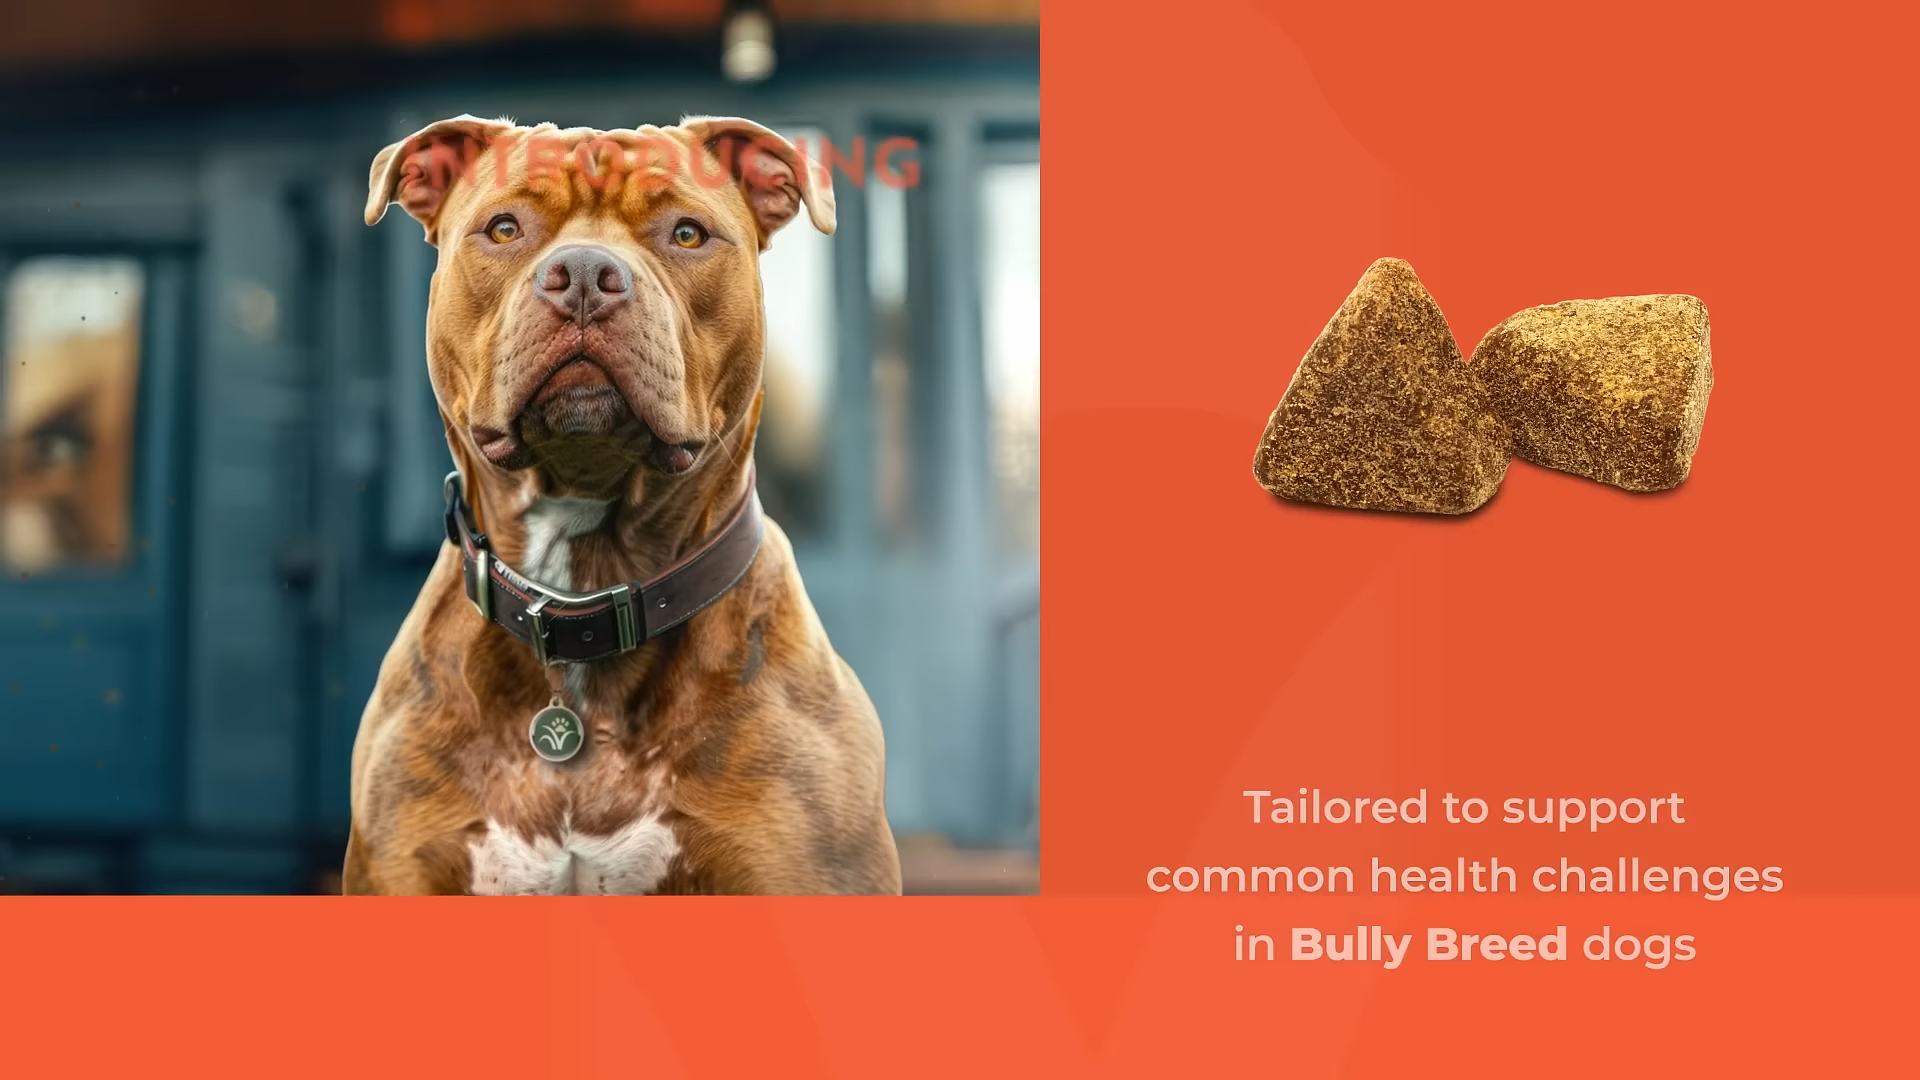 INTRODUCING
Tailored to support
common health challenges
in Bully Breed dogs